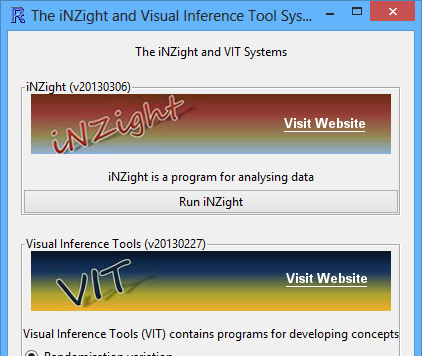 The iNZight and Visual Inference Tool Sys...
The iNZight and VIT Systems
iNZight (v20130306)
iNZight
Visit Website
iNZight is a program for analysing data
Run iNZight
Visual Inference Tools (v20130227)
VIT
Visit Website
Visual Inference Tools (VIT) contains programs for developing concepts
Randomisation variation